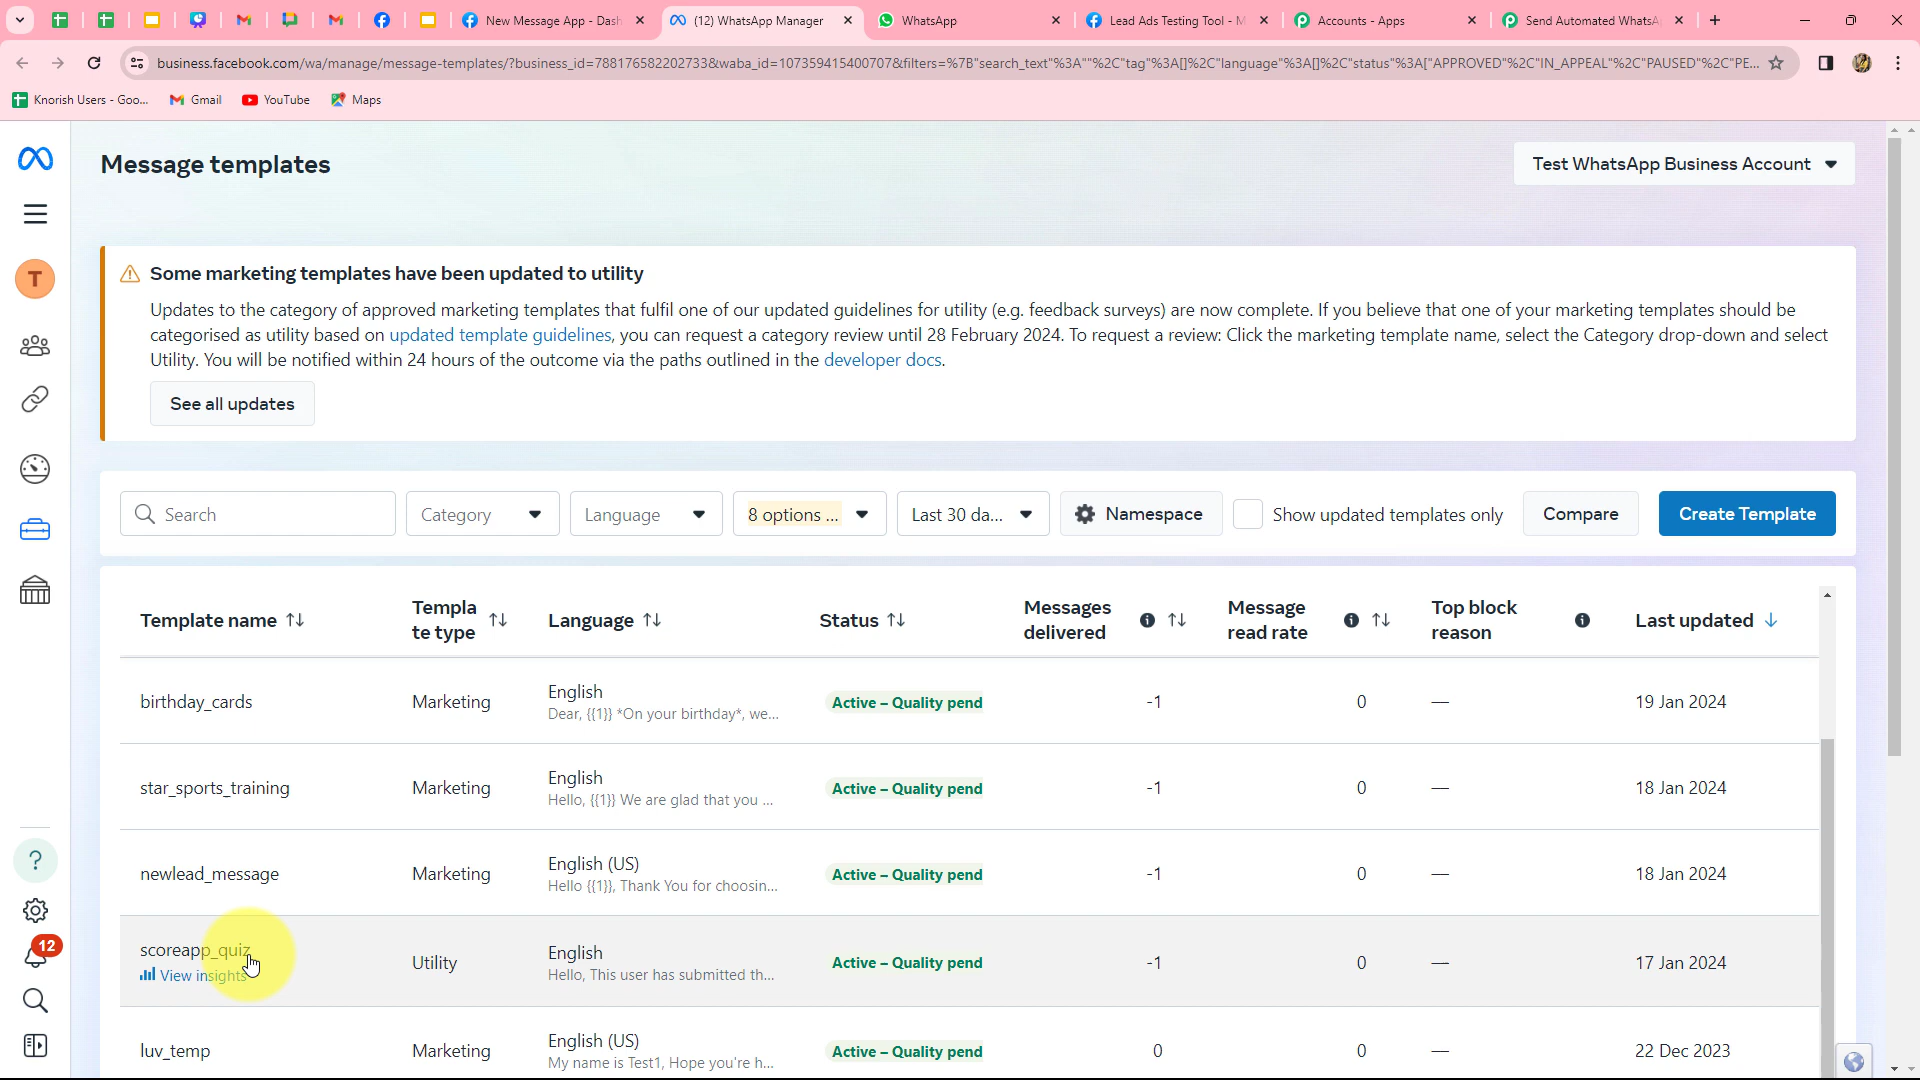 New Message App - Dash
(12) WhatsApp Manager
WhatsApp
Lead Ads Testing Tool - M
Accounts - Apps
Send Automated WhatsA
business.facebook.com/wa/manage/message-templates/?business_id=788176582202733&waba_id=107359415400707&filters=%7B"search_text"%3A""%2C"tag"%3A[]%2C"language"%3A[]%2C"status"%3A["APPROVED"%2C"IN_APPEAL"%2C"PAUSED"%2C"PE...
Knorish Users - Goo...
Gmail
YouTube
Maps
Message templates
Test WhatsApp Business Account
T
Some marketing templates have been updated to utility
Updates to the category of approved marketing templates that fulfil one of our updated guidelines for utility (e.g. feedback surveys) are now complete. If you believe that one of your marketing templates should be
categorised as utility based on updated template guidelines, you can request a category review until 28 February 2024. To request a review: Click the marketing template name, select the Category drop-down and select
Utility. You will be notified within 24 hours of the outcome via the paths outlined in the developer docs.
See all updates
Search
Category
Language
8 options ...
Last 30 da...
Namespace
Show updated templates only
Compare
Create Template
Template name
Templa
te type
Language
Status
Messages
delivered
Message
read rate
Top block
reason
Last updated
birthday_cards
Marketing
English
Dear, {{1}} *On your birthday*, we...
Active – Quality pend
-1
0
—
19 Jan 2024
star_sports_training
Marketing
English
Hello, {{1}} We are glad that you ...
Active – Quality pend
-1
0
—
18 Jan 2024
newlead_message
Marketing
English (US)
Hello {{1}}, Thank You for choosin...
Active – Quality pend
-1
0
—
18 Jan 2024
scoreapp_quiz
View insights
Utility
English
Hello, This user has submitted th...
Active – Quality pend
-1
0
—
17 Jan 2024
luv_temp
Marketing
English (US)
My name is Test1, Hope you're h...
Active – Quality pend
0
0
—
22 Dec 2023
?
12